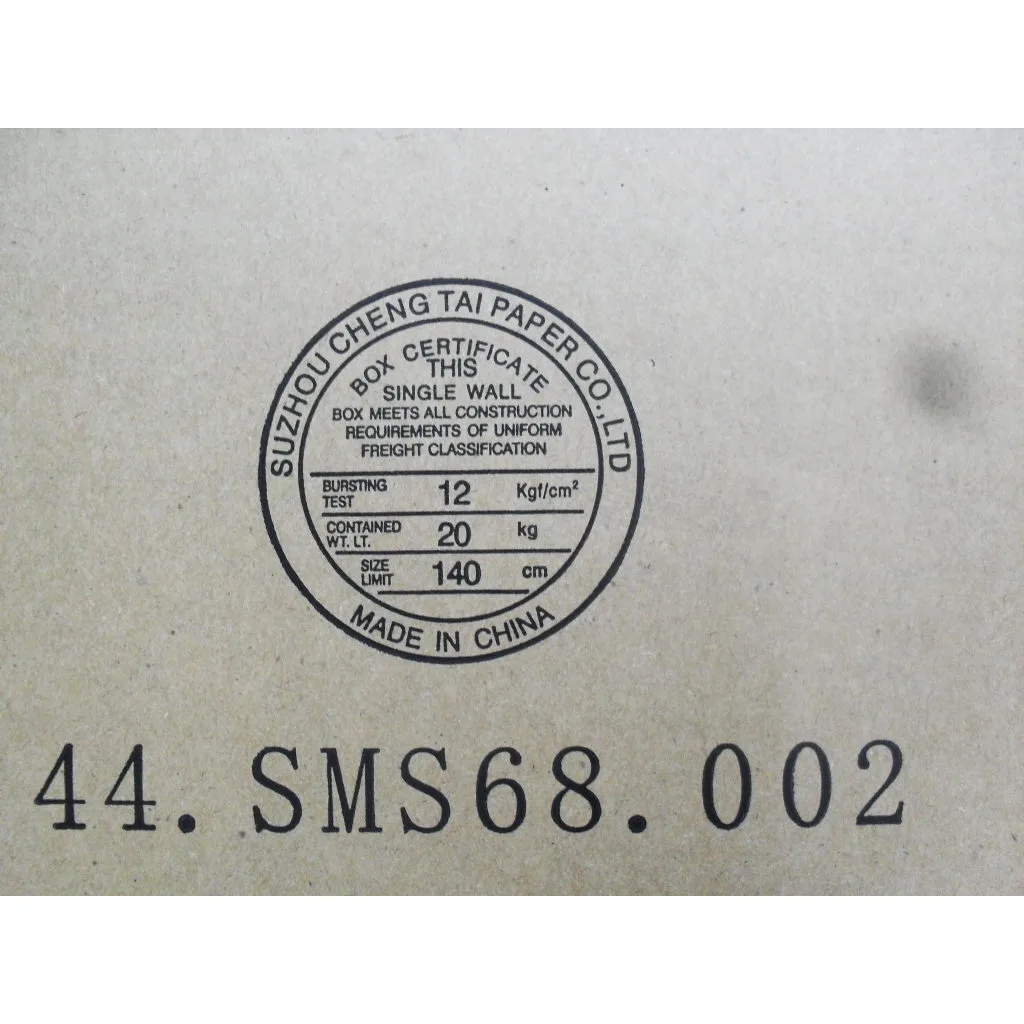 SUZHOU CHENG TAI PAPER CO.,LTD
BOX CERTIFICATE
THIS
SINGLE WALL
BOX MEETS ALL CONSTRUCTION
REQUIREMENTS OF UNIFORM
FREIGHT CLASSIFICATION
BURSTING TEST 12 Kgf/cm²
CONTAINED WT. LT. 20 kg
SIZE LIMIT 140 cm
MADE IN CHINA
44.SMS68.002